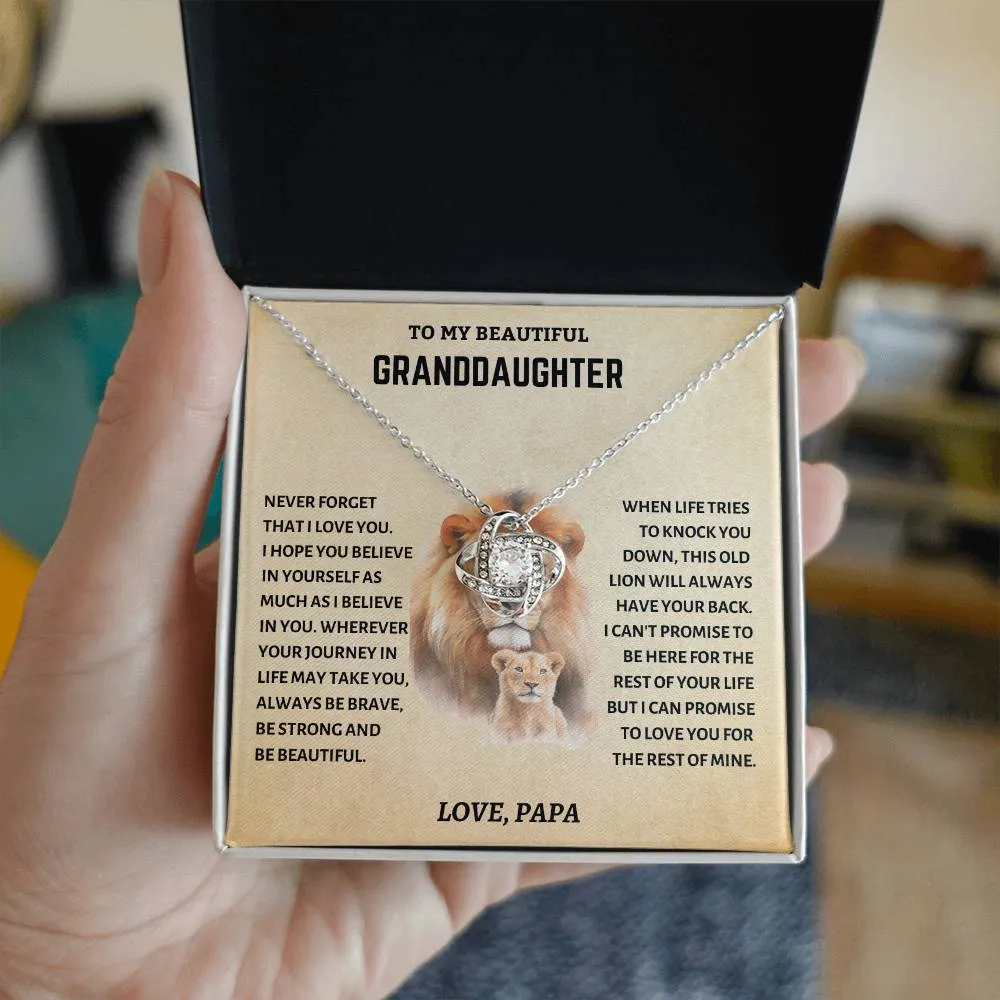 TO MY BEAUTIFUL
GRANDDAUGHTER
NEVER FORGET
THAT I LOVE YOU.
I HOPE YOU BELIEVE
IN YOURSELF AS
MUCH AS I BELIEVE
IN YOU. WHEREVER
YOUR JOURNEY IN
LIFE MAY TAKE YOU,
ALWAYS BE BRAVE,
BE STRONG AND
BE BEAUTIFUL.
WHEN LIFE TRIES
TO KNOCK YOU
DOWN, THIS OLD
LION WILL ALWAYS
HAVE YOUR BACK.
I CAN'T PROMISE TO
BE HERE FOR THE
REST OF YOUR LIFE
BUT I CAN PROMISE
TO LOVE YOU FOR
THE REST OF MINE.
LOVE, PAPA